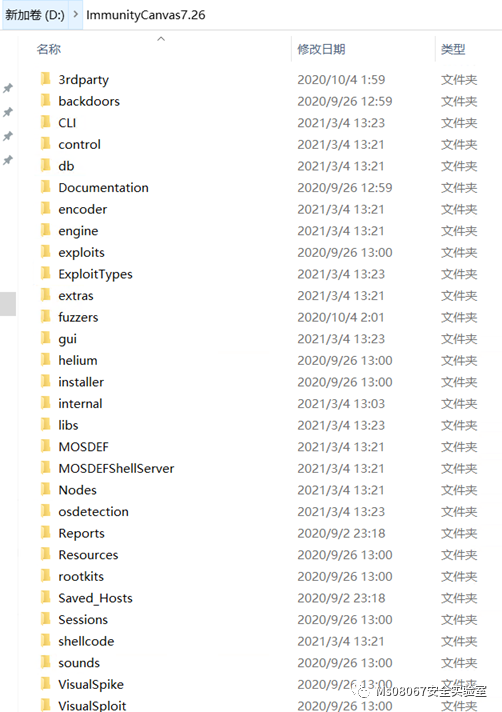 新加卷 (D:) > ImmunityCanvas7.26
名称 修改日期 类型
3rdparty 2020/10/4 1:59 文件夹
backdoors 2020/9/26 12:59 文件夹
CLI 2021/3/4 13:23 文件夹
control 2021/3/4 13:21 文件夹
db 2021/3/4 13:21 文件夹
Documentation 2020/9/26 12:59 文件夹
encoder 2021/3/4 13:21 文件夹
engine 2021/3/4 13:21 文件夹
exploits 2020/9/26 13:00 文件夹
ExploitTypes 2021/3/4 13:23 文件夹
extras 2021/3/4 13:21 文件夹
fuzzers 2020/10/4 2:01 文件夹
gui 2021/3/4 13:23 文件夹
helium 2020/9/26 13:00 文件夹
installer 2020/9/26 13:00 文件夹
internal 2021/3/4 13:03 文件夹
libs 2021/3/4 13:23 文件夹
MOSDEF 2021/3/4 13:21 文件夹
MOSDEFShellServer 2021/3/4 13:21 文件夹
Nodes 2021/3/4 13:21 文件夹
osdetection 2021/3/4 13:23 文件夹
Reports 2020/9/2 23:18 文件夹
Resources 2020/9/26 13:00 文件夹
rootkits 2020/9/26 13:00 文件夹
Saved_Hosts 2020/9/2 23:18 文件夹
Sessions 2020/9/26 13:00 文件夹
shellcode 2021/3/4 13:21 文件夹
sounds 2020/9/26 13:00 文件夹
VisualSpike 2020/9/26 13:00 文件夹
Ms08067安全实验室
VisualSploit 2020/9/26 13:00 文件夹